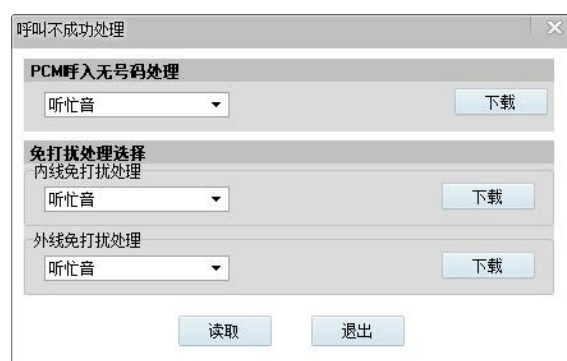 呼叫不成功处理
PCM呼入无号码处理
听忙音
下载
免打扰处理选择
内线免打扰处理
听忙音
下载
外线免打扰处理
听忙音
下载
读取
退出